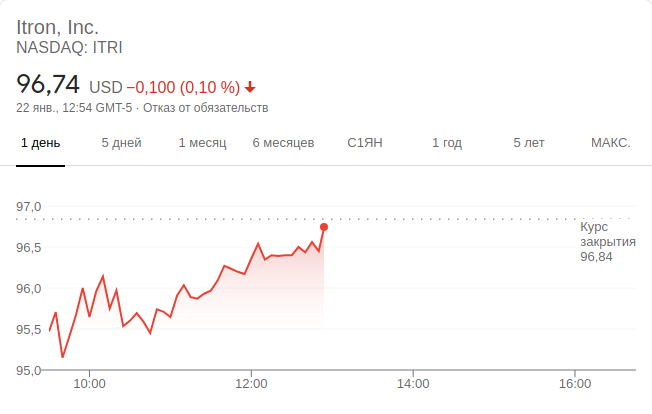 Itron, Inc.
NASDAQ: ITRI
96,74 USD −0,100 (0,10 %)
22 янв., 12:54 GMT-5 · Отказ от обязательств
1 день 5 дней 1 месяц 6 месяцев С1ЯН 1 год 5 лет МАКС.
97,0
Курс
закрытия
96,84
96,5
96,0
95,5
95,0
10:00 12:00 14:00 16:00